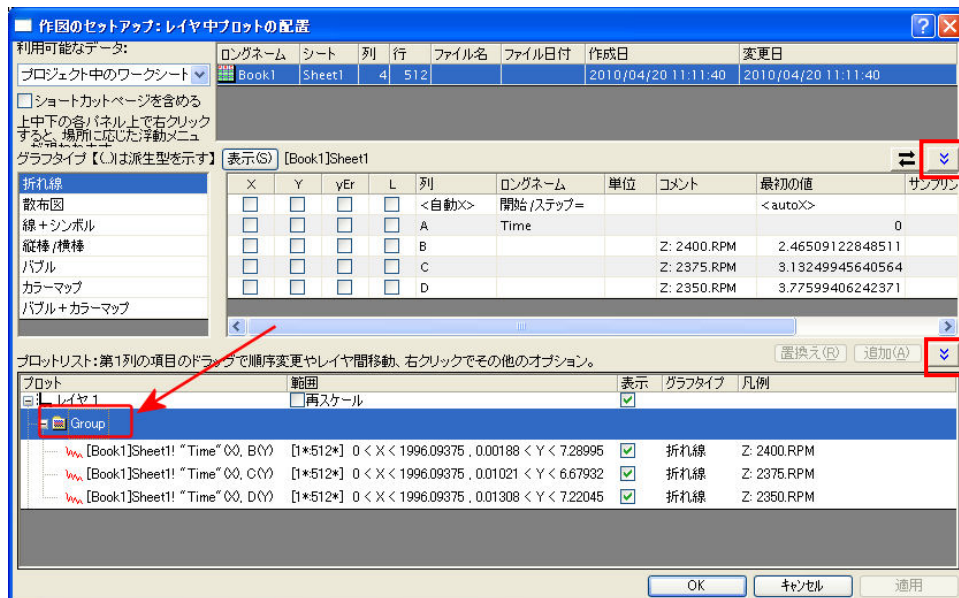 作図のセットアップ: レイヤ中プロットの配置
利用可能なデータ:
プロジェクト中のワークシート
ショートカットページを含める
上中下の各パネル上で右クリック
すると、場所に応じた浮動メニュ
ロングネーム シート 列 行 ファイル名 ファイル日付 作成日 変更日
Book1 Sheet1 4 512 2010/04/20 11:11:40 2010/04/20 11:11:40
グラフタイプ【()は派生型を示す】
表示(S) [Book1]Sheet1
折れ線
散布図
線+シンボル
縦棒/横棒
バブル
カラーマップ
バブル+カラーマップ
X Y yEr L 列 ロングネーム 単位 コメント 最初の値 サンプリン
<自動X> 開始/ステップ= <autoX>
A Time 0
B Z: 2400.RPM 2.46509122848511
C Z: 2375.RPM 3.13249945640564
D Z: 2350.RPM 3.77599406242371
プロットリスト:第1列の項目のドラッグで順序変更やレイヤ間移動、右クリックでその他のオプション。
置換え(R) 追加(A)
プロット 範囲 表示 グラフタイプ 凡例
レイヤ 1 再スケール
Group
[Book1]Sheet1! "Time"(X), B(Y) [1*:512*] 0 < X < 1996.09375 , 0.00188 < Y < 7.28995 折れ線 Z: 2400.RPM
[Book1]Sheet1! "Time"(X), C(Y) [1*:512*] 0 < X < 1996.09375 , 0.01021 < Y < 6.67932 折れ線 Z: 2375.RPM
[Book1]Sheet1! "Time"(X), D(Y) [1*:512*] 0 < X < 1996.09375 , 0.01308 < Y < 7.22045 折れ線 Z: 2350.RPM
OK キャンセル 適用